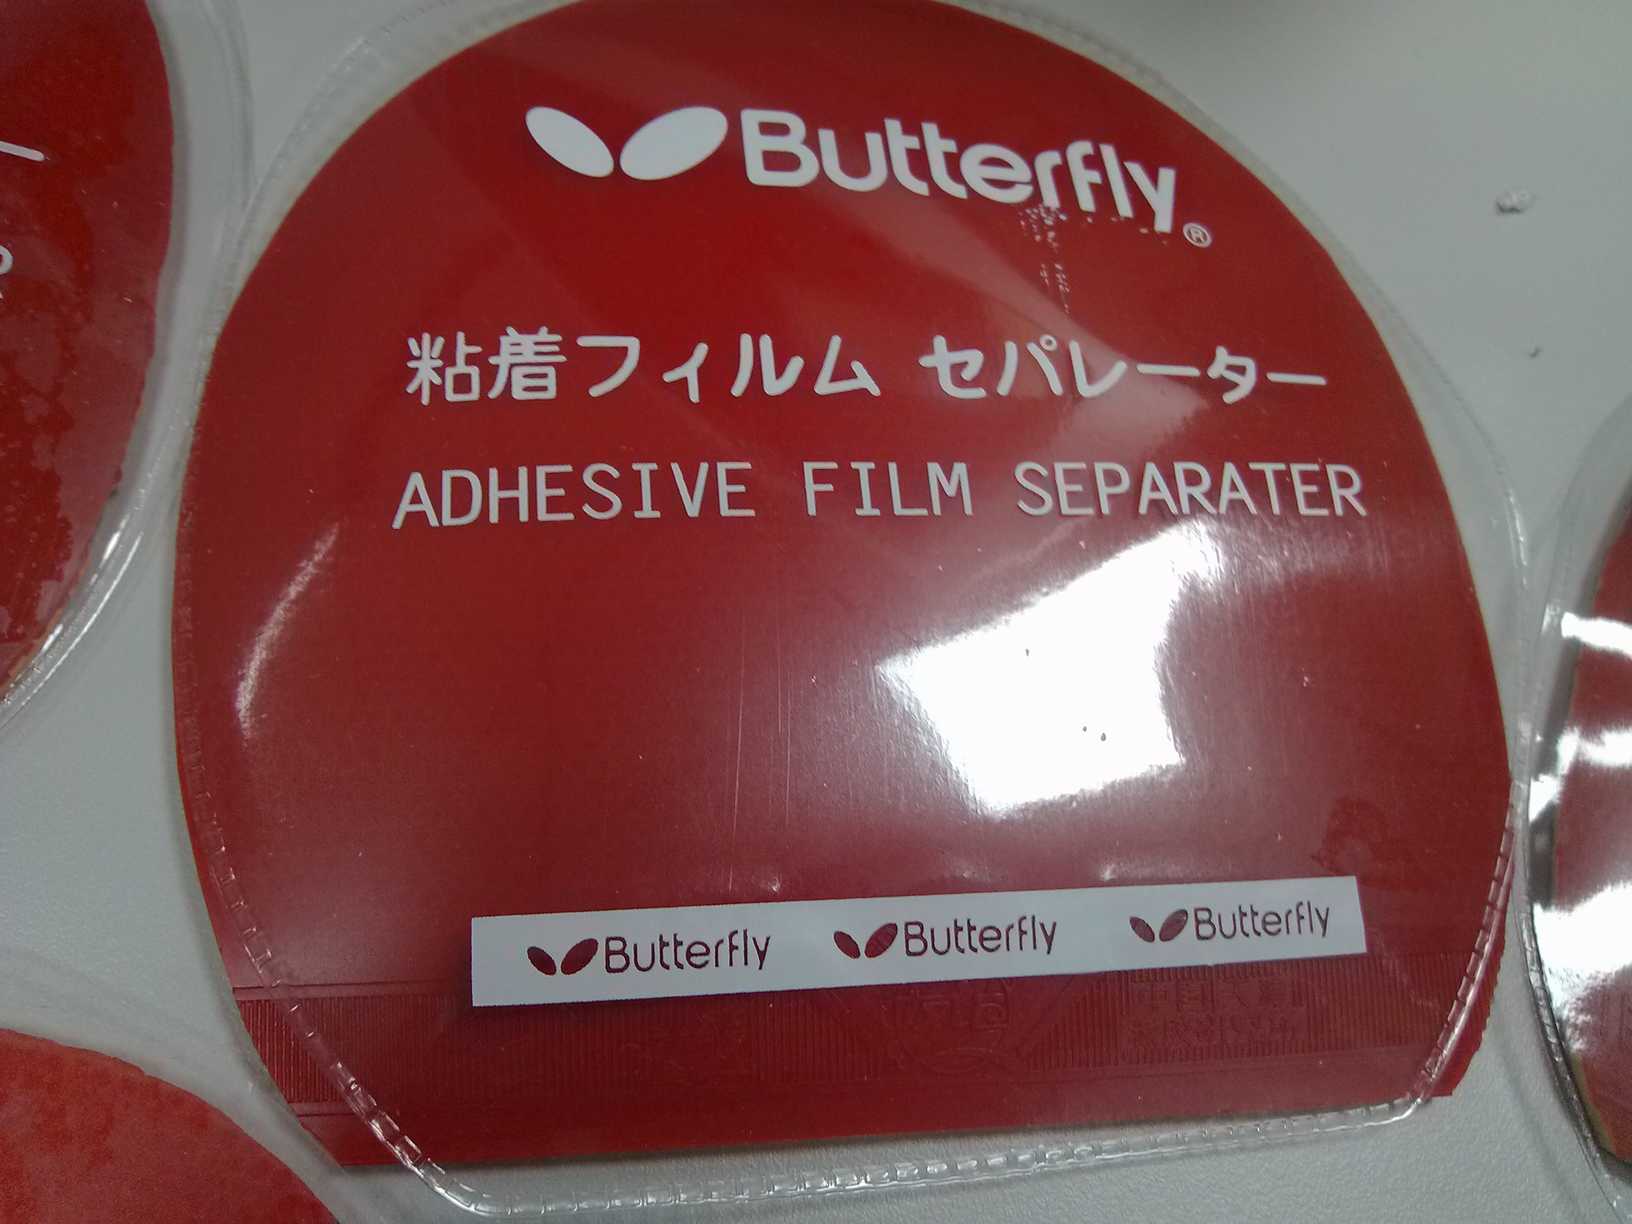 Butterfly®
粘着フィルム セパレーター
ADHESIVE FILM SEPARATER
Butterfly Butterfly Butterfly